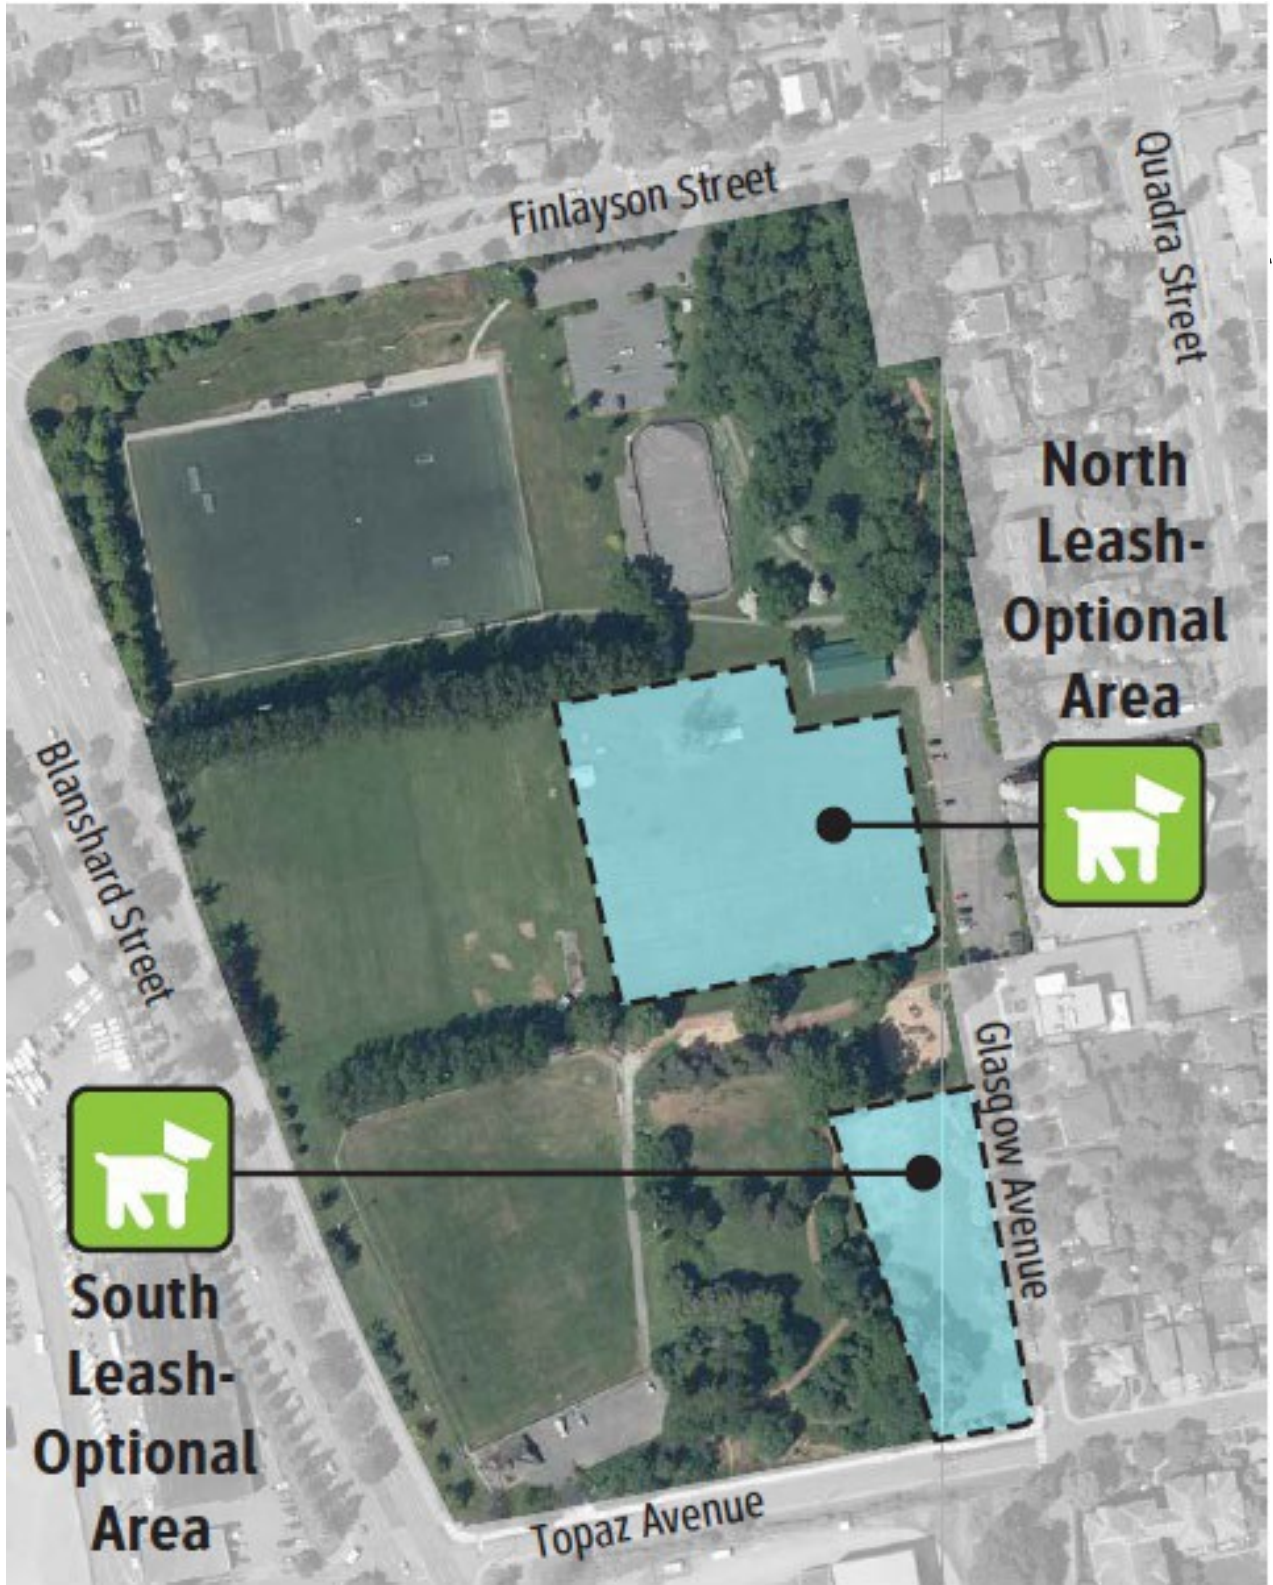 Finlayson Street
Quadra Street
North
Leash-
Optional
Area
Blanshard Street
Glasgow Avenue
South
Leash-
Optional
Area
Topaz Avenue